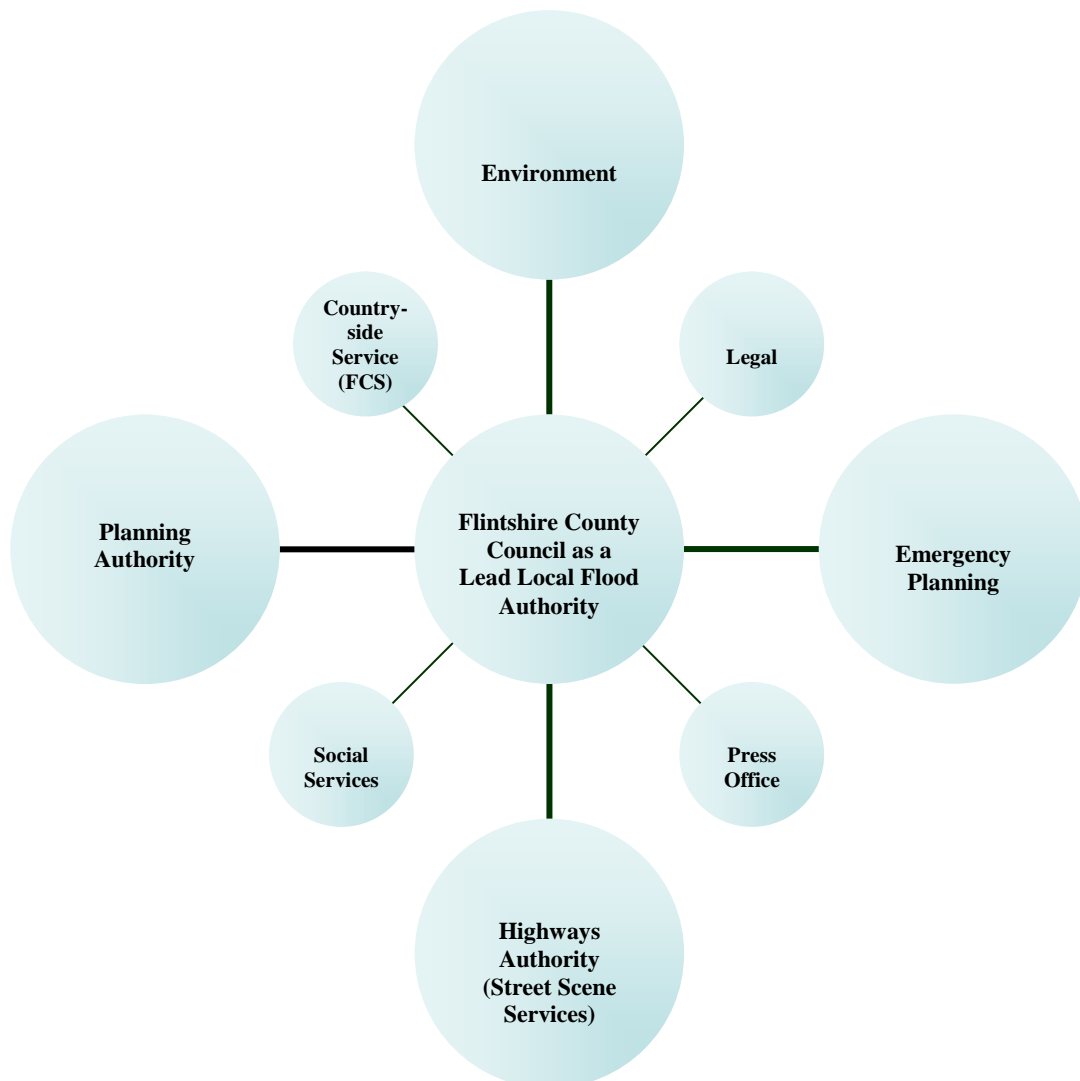 Environment
Country-
side
Service
(FCS)
Legal
Planning
Authority
Flintshire County
Council as a
Lead Local Flood
Authority
Emergency
Planning
Social
Services
Press
Office
Highways
Authority
(Street Scene
Services)